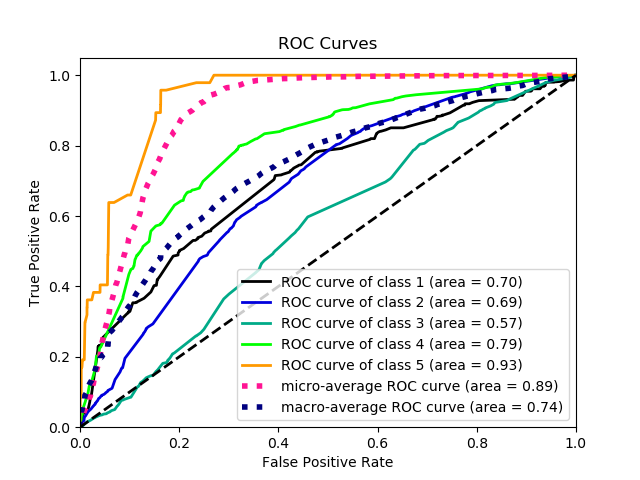 ROC Curves
True Positive Rate
1.0
0.8
0.6
0.4
0.2
0.0
ROC curve of class 1 (area = 0.70)
ROC curve of class 2 (area = 0.69)
ROC curve of class 3 (area = 0.57)
ROC curve of class 4 (area = 0.79)
ROC curve of class 5 (area = 0.93)
micro-average ROC curve (area = 0.89)
macro-average ROC curve (area = 0.74)
0.0 0.2 0.4 0.6 0.8 1.0
False Positive Rate